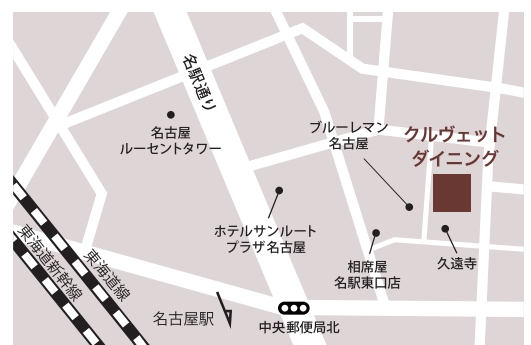 名駅通り
名古屋
ルーセントタワー
ブルーレマン
名古屋
クルヴェット
ダイニング
ホテルサンルート
プラザ名古屋
相席屋
名駅東口店
久遠寺
東海道新幹線
東海道線
名古屋駅
中央郵便局北